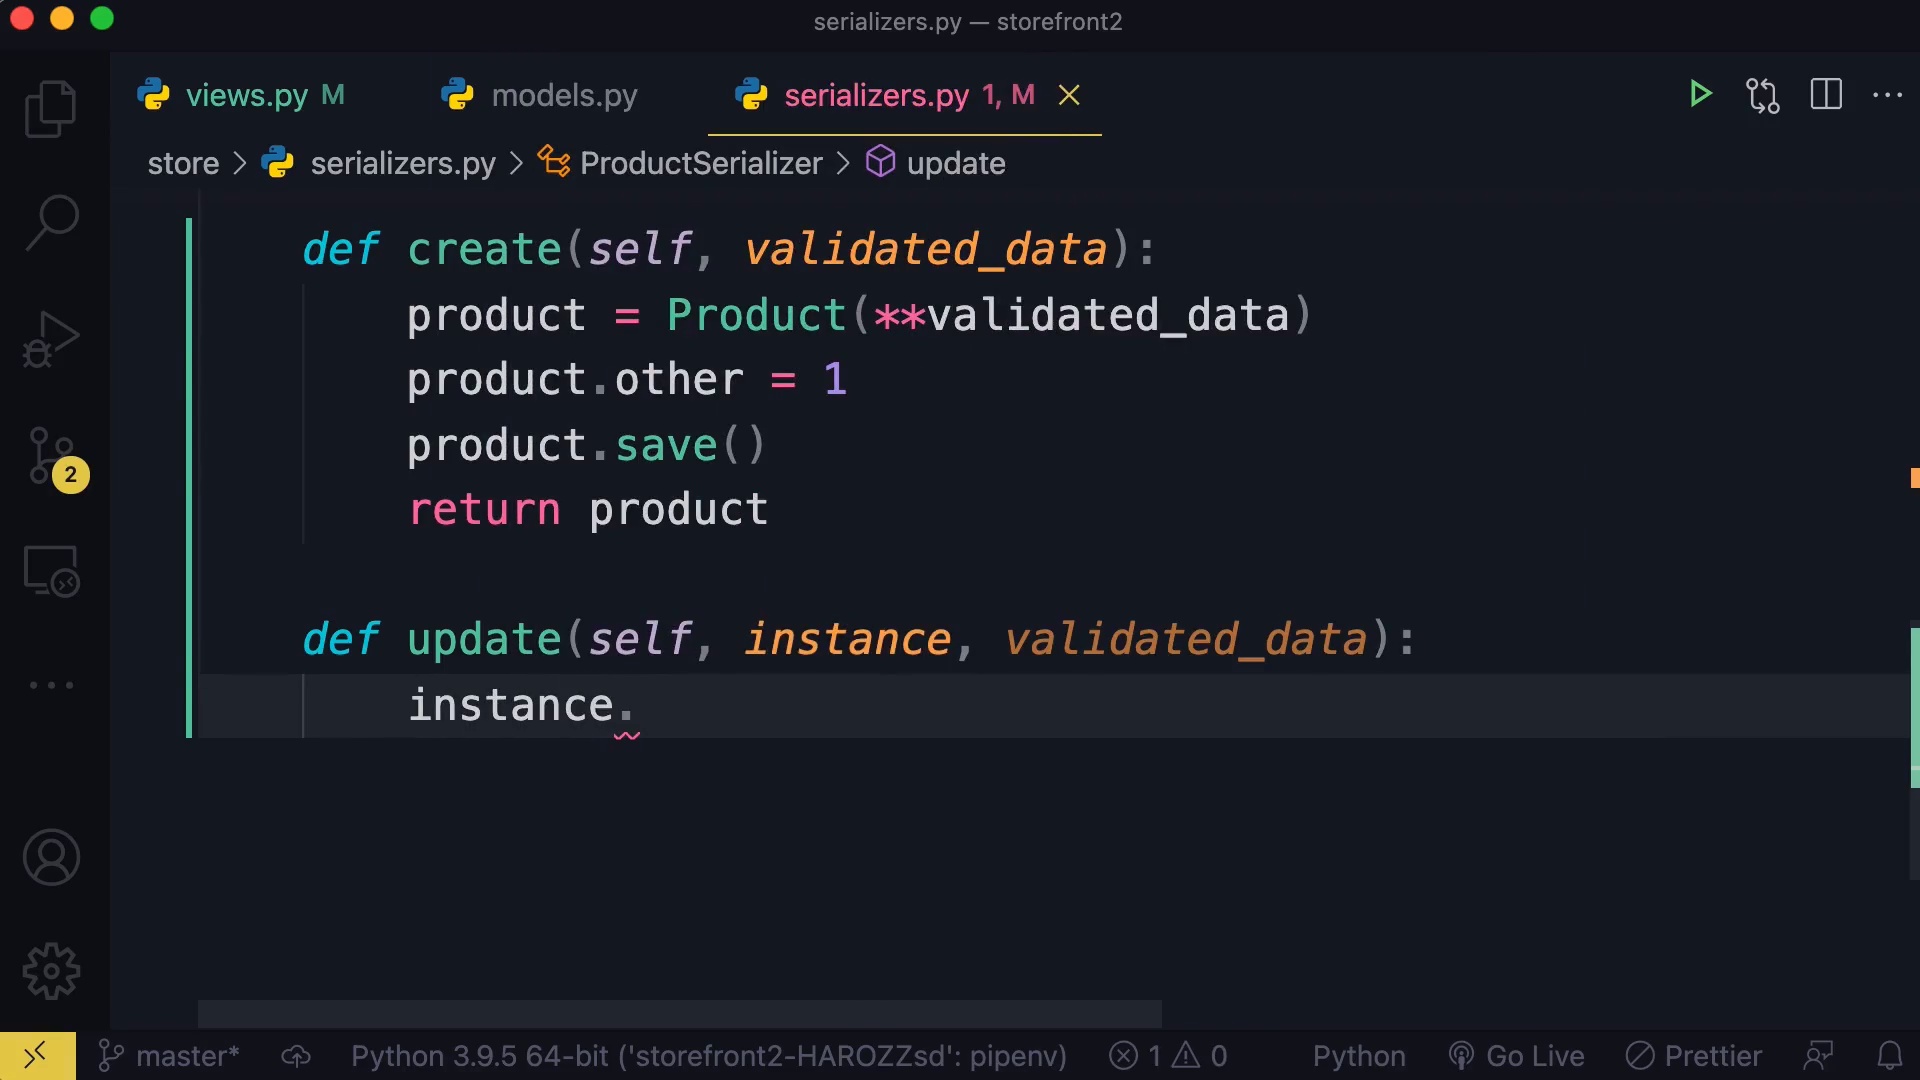 serializers.py — storefront2
views.py M models.py serializers.py 1, M
store > serializers.py > ProductSerializer > update
def create(self, validated_data):
product = Product(**validated_data)
product.other = 1
product.save()
return product
def update(self, instance, validated_data):
instance.
2
master* Python 3.9.5 64-bit ('storefront2-HAROZZsd': pipenv) 1 0 Python Go Live Prettier